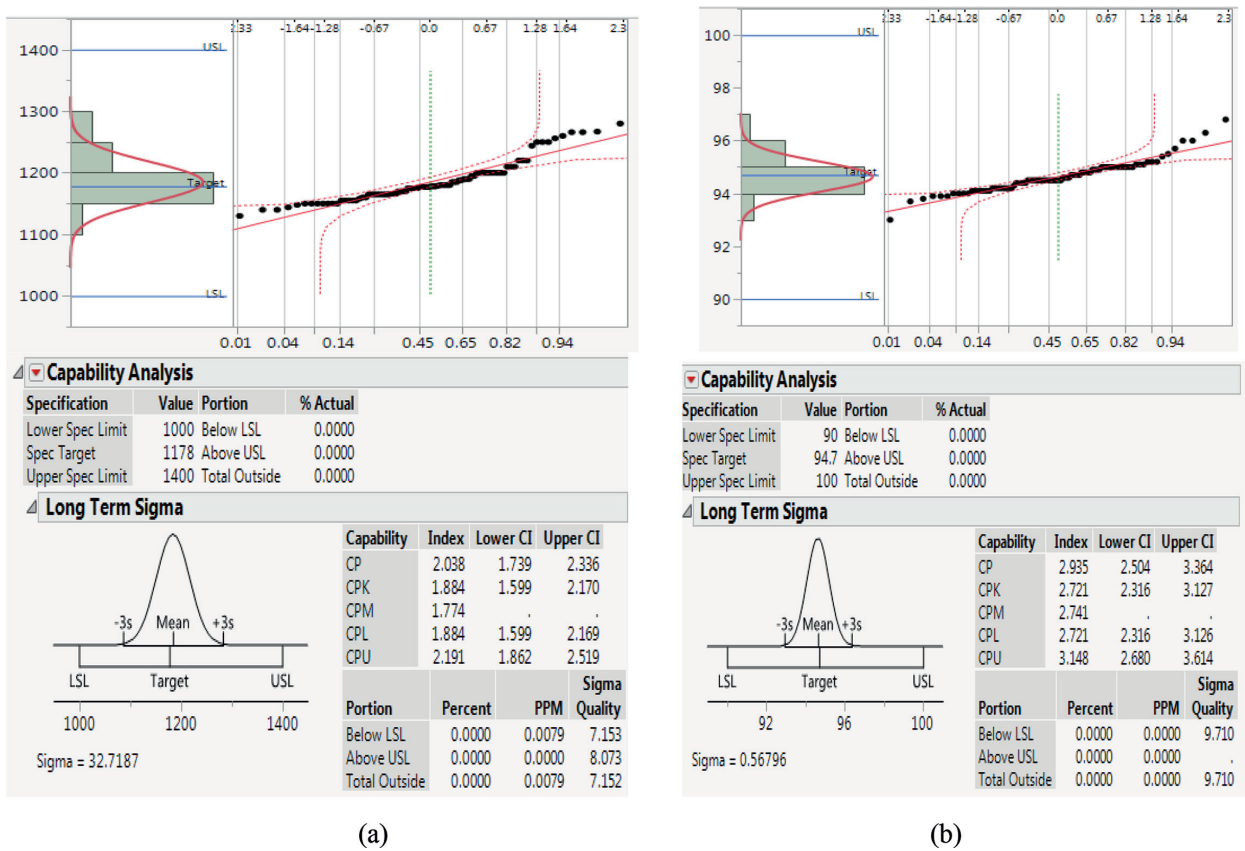 2.33 -1.64 -1.28 -0.67 0.0 0.67 1.28 1.64 2.3
1400
USL
1300
1200
Target
1100
1000
LSL
0.01 0.04 0.14 0.45 0.65 0.82 0.94
Capability Analysis
Specification Value Portion % Actual
Lower Spec Limit 1000 Below LSL 0.0000
Spec Target 1178 Above USL 0.0000
Upper Spec Limit 1400 Total Outside 0.0000
Long Term Sigma
-3s Mean +3s
LSL Target USL
1000 1200 1400
Sigma = 32.7187
Capability Index Lower CI Upper CI
CP 2.038 1.739 2.336
CPK 1.884 1.599 2.170
CPM 1.774 . .
CPL 1.884 1.599 2.169
CPU 2.191 1.862 2.519
Sigma
Portion Percent PPM Quality
Below LSL 0.0000 0.0079 7.153
Above USL 0.0000 0.0000 8.073
Total Outside 0.0000 0.0079 7.152
(a)
2.33 -1.64 -1.28 -0.67 0.0 0.67 1.28 1.64 2.3
100
USL
98
96
Target
94
92
90
LSL
0.01 0.04 0.14 0.45 0.65 0.82 0.94
Capability Analysis
Specification Value Portion % Actual
Lower Spec Limit 90 Below LSL 0.0000
Spec Target 94.7 Above USL 0.0000
Upper Spec Limit 100 Total Outside 0.0000
Long Term Sigma
-3s Mean +3s
LSL Target USL
92 96 100
Sigma = 0.56796
Capability Index Lower CI Upper CI
CP 2.935 2.504 3.364
CPK 2.721 2.316 3.127
CPM 2.741 . .
CPL 2.721 2.316 3.126
CPU 3.148 2.680 3.614
Sigma
Portion Percent PPM Quality
Below LSL 0.0000 0.0000 9.710
Above USL 0.0000 0.0000 .
Total Outside 0.0000 0.0000 9.710
(b)